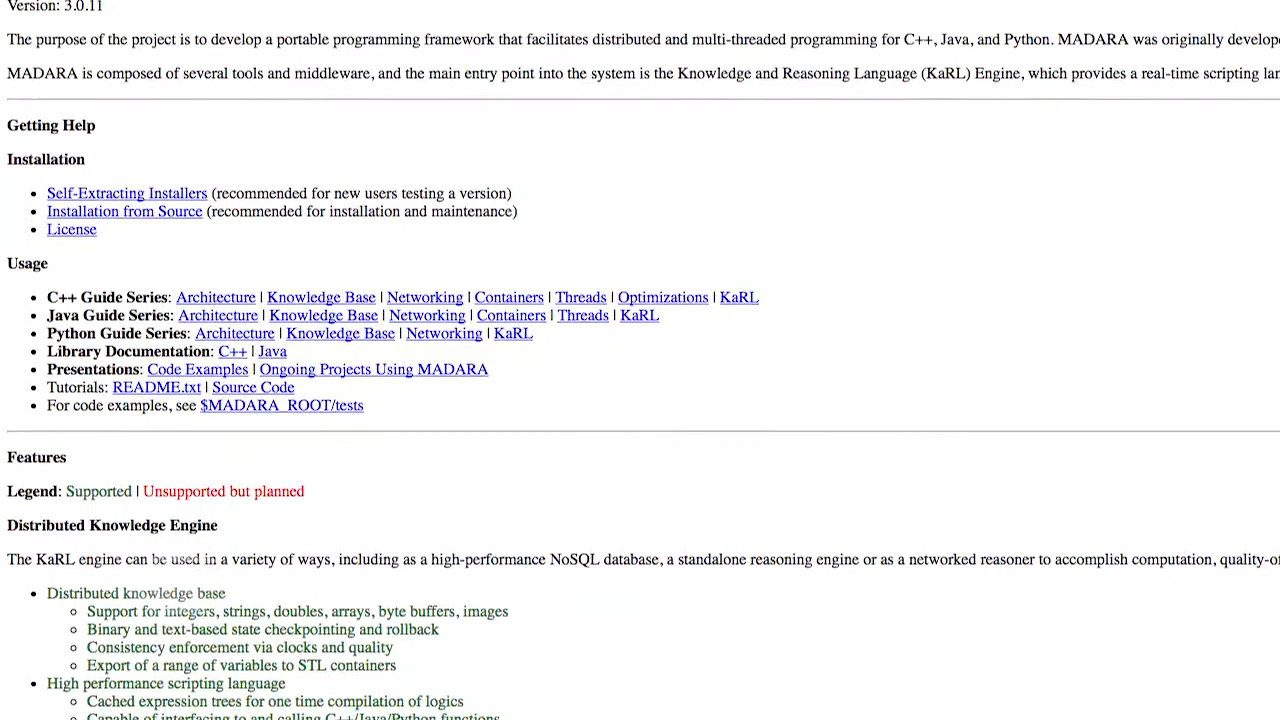 Version: 3.0.11
The purpose of the project is to develop a portable programming framework that facilitates distributed and multi-threaded programming for C++, Java, and Python. MADARA was originally develope
MADARA is composed of several tools and middleware, and the main entry point into the system is the Knowledge and Reasoning Language (KaRL) Engine, which provides a real-time scripting lan
Getting Help
Installation
Self-Extracting Installers (recommended for new users testing a version)
Installation from Source (recommended for installation and maintenance)
License
Usage
C++ Guide Series: Architecture | Knowledge Base | Networking | Containers | Threads | Optimizations | KaRL
Java Guide Series: Architecture | Knowledge Base | Networking | Containers | Threads | KaRL
Python Guide Series: Architecture | Knowledge Base | Networking | KaRL
Library Documentation: C++ | Java
Presentations: Code Examples | Ongoing Projects Using MADARA
Tutorials: README.txt | Source Code
For code examples, see $MADARA_ROOT/tests
Features
Legend: Supported | Unsupported but planned
Distributed Knowledge Engine
The KaRL engine can be used in a variety of ways, including as a high-performance NoSQL database, a standalone reasoning engine or as a networked reasoner to accomplish computation, quality-of
Distributed knowledge base
Support for integers, strings, doubles, arrays, byte buffers, images
Binary and text-based state checkpointing and rollback
Consistency enforcement via clocks and quality
Export of a range of variables to STL containers
High performance scripting language
Cached expression trees for one time compilation of logics
Capable of interfacing to and calling C++/Java/Python functions